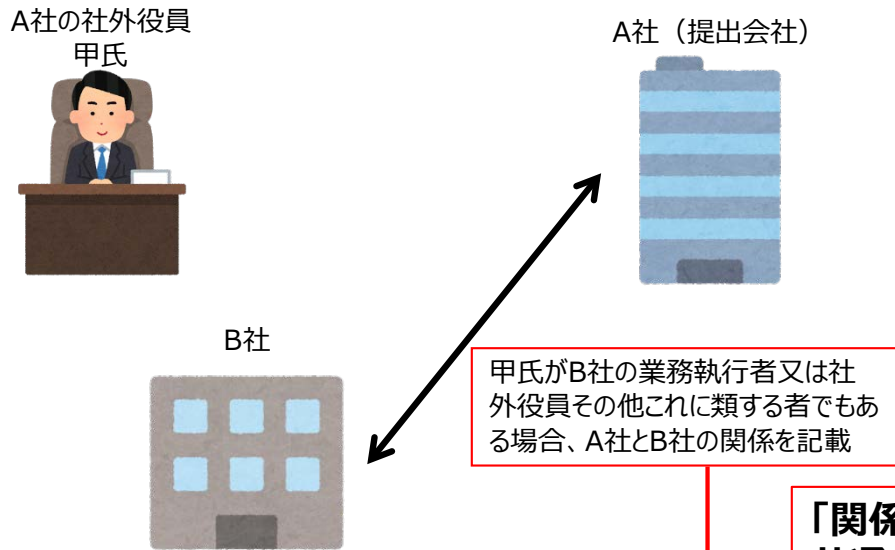 A社の社外役員
甲氏
A社（提出会社）
B社
甲氏がB社の業務執行者又は社
外役員その他これに類する者でもあ
る場合、A社とB社の関係を記載
「関係